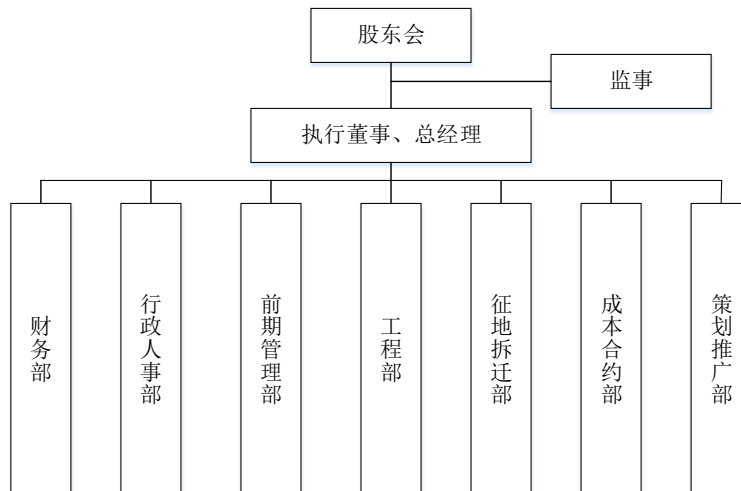 股东会
监事
执行董事、总经理
财务部
行政人事部
前期管理部
工程部
征地拆迁部
成本合约部
策划推广部